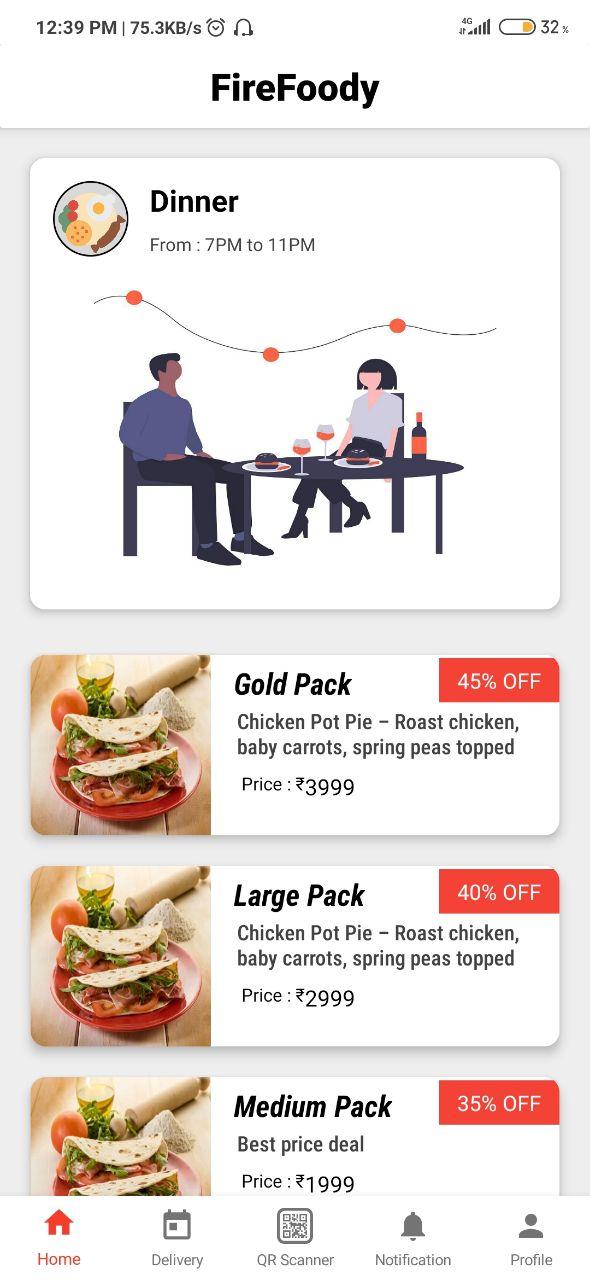 12:39 PM | 75.3KB/s
4G
32 %
FireFoody
Dinner
From : 7PM to 11PM
Gold Pack
45% OFF
Chicken Pot Pie – Roast chicken,
baby carrots, spring peas topped
Price : ₹3999
Large Pack
40% OFF
Chicken Pot Pie – Roast chicken,
baby carrots, spring peas topped
Price : ₹2999
Medium Pack
35% OFF
Best price deal
Price : ₹1999
Home
Delivery
QR Scanner
Notification
Profile